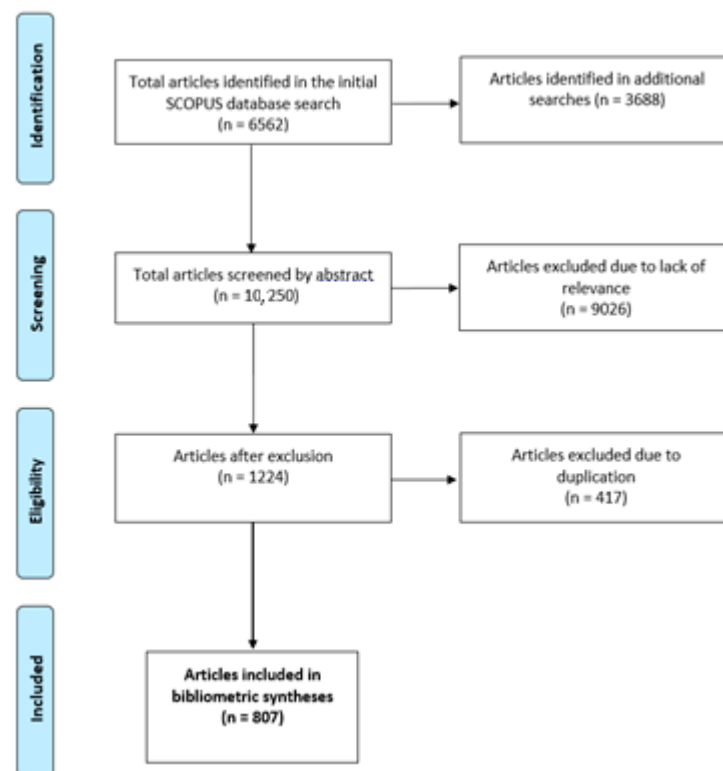 Identification
Total articles identified in the initial
SCOPUS database search
(n = 6562)
Articles identified in additional
searches (n = 3688)
Screening
Total articles screened by abstract
(n = 10,250)
Articles excluded due to lack of
relevance
(n = 9026)
Eligibility
Articles after exclusion
(n = 1224)
Articles excluded due to
duplication
(n = 417)
Included
Articles included in
bibliometric syntheses
(n = 807)